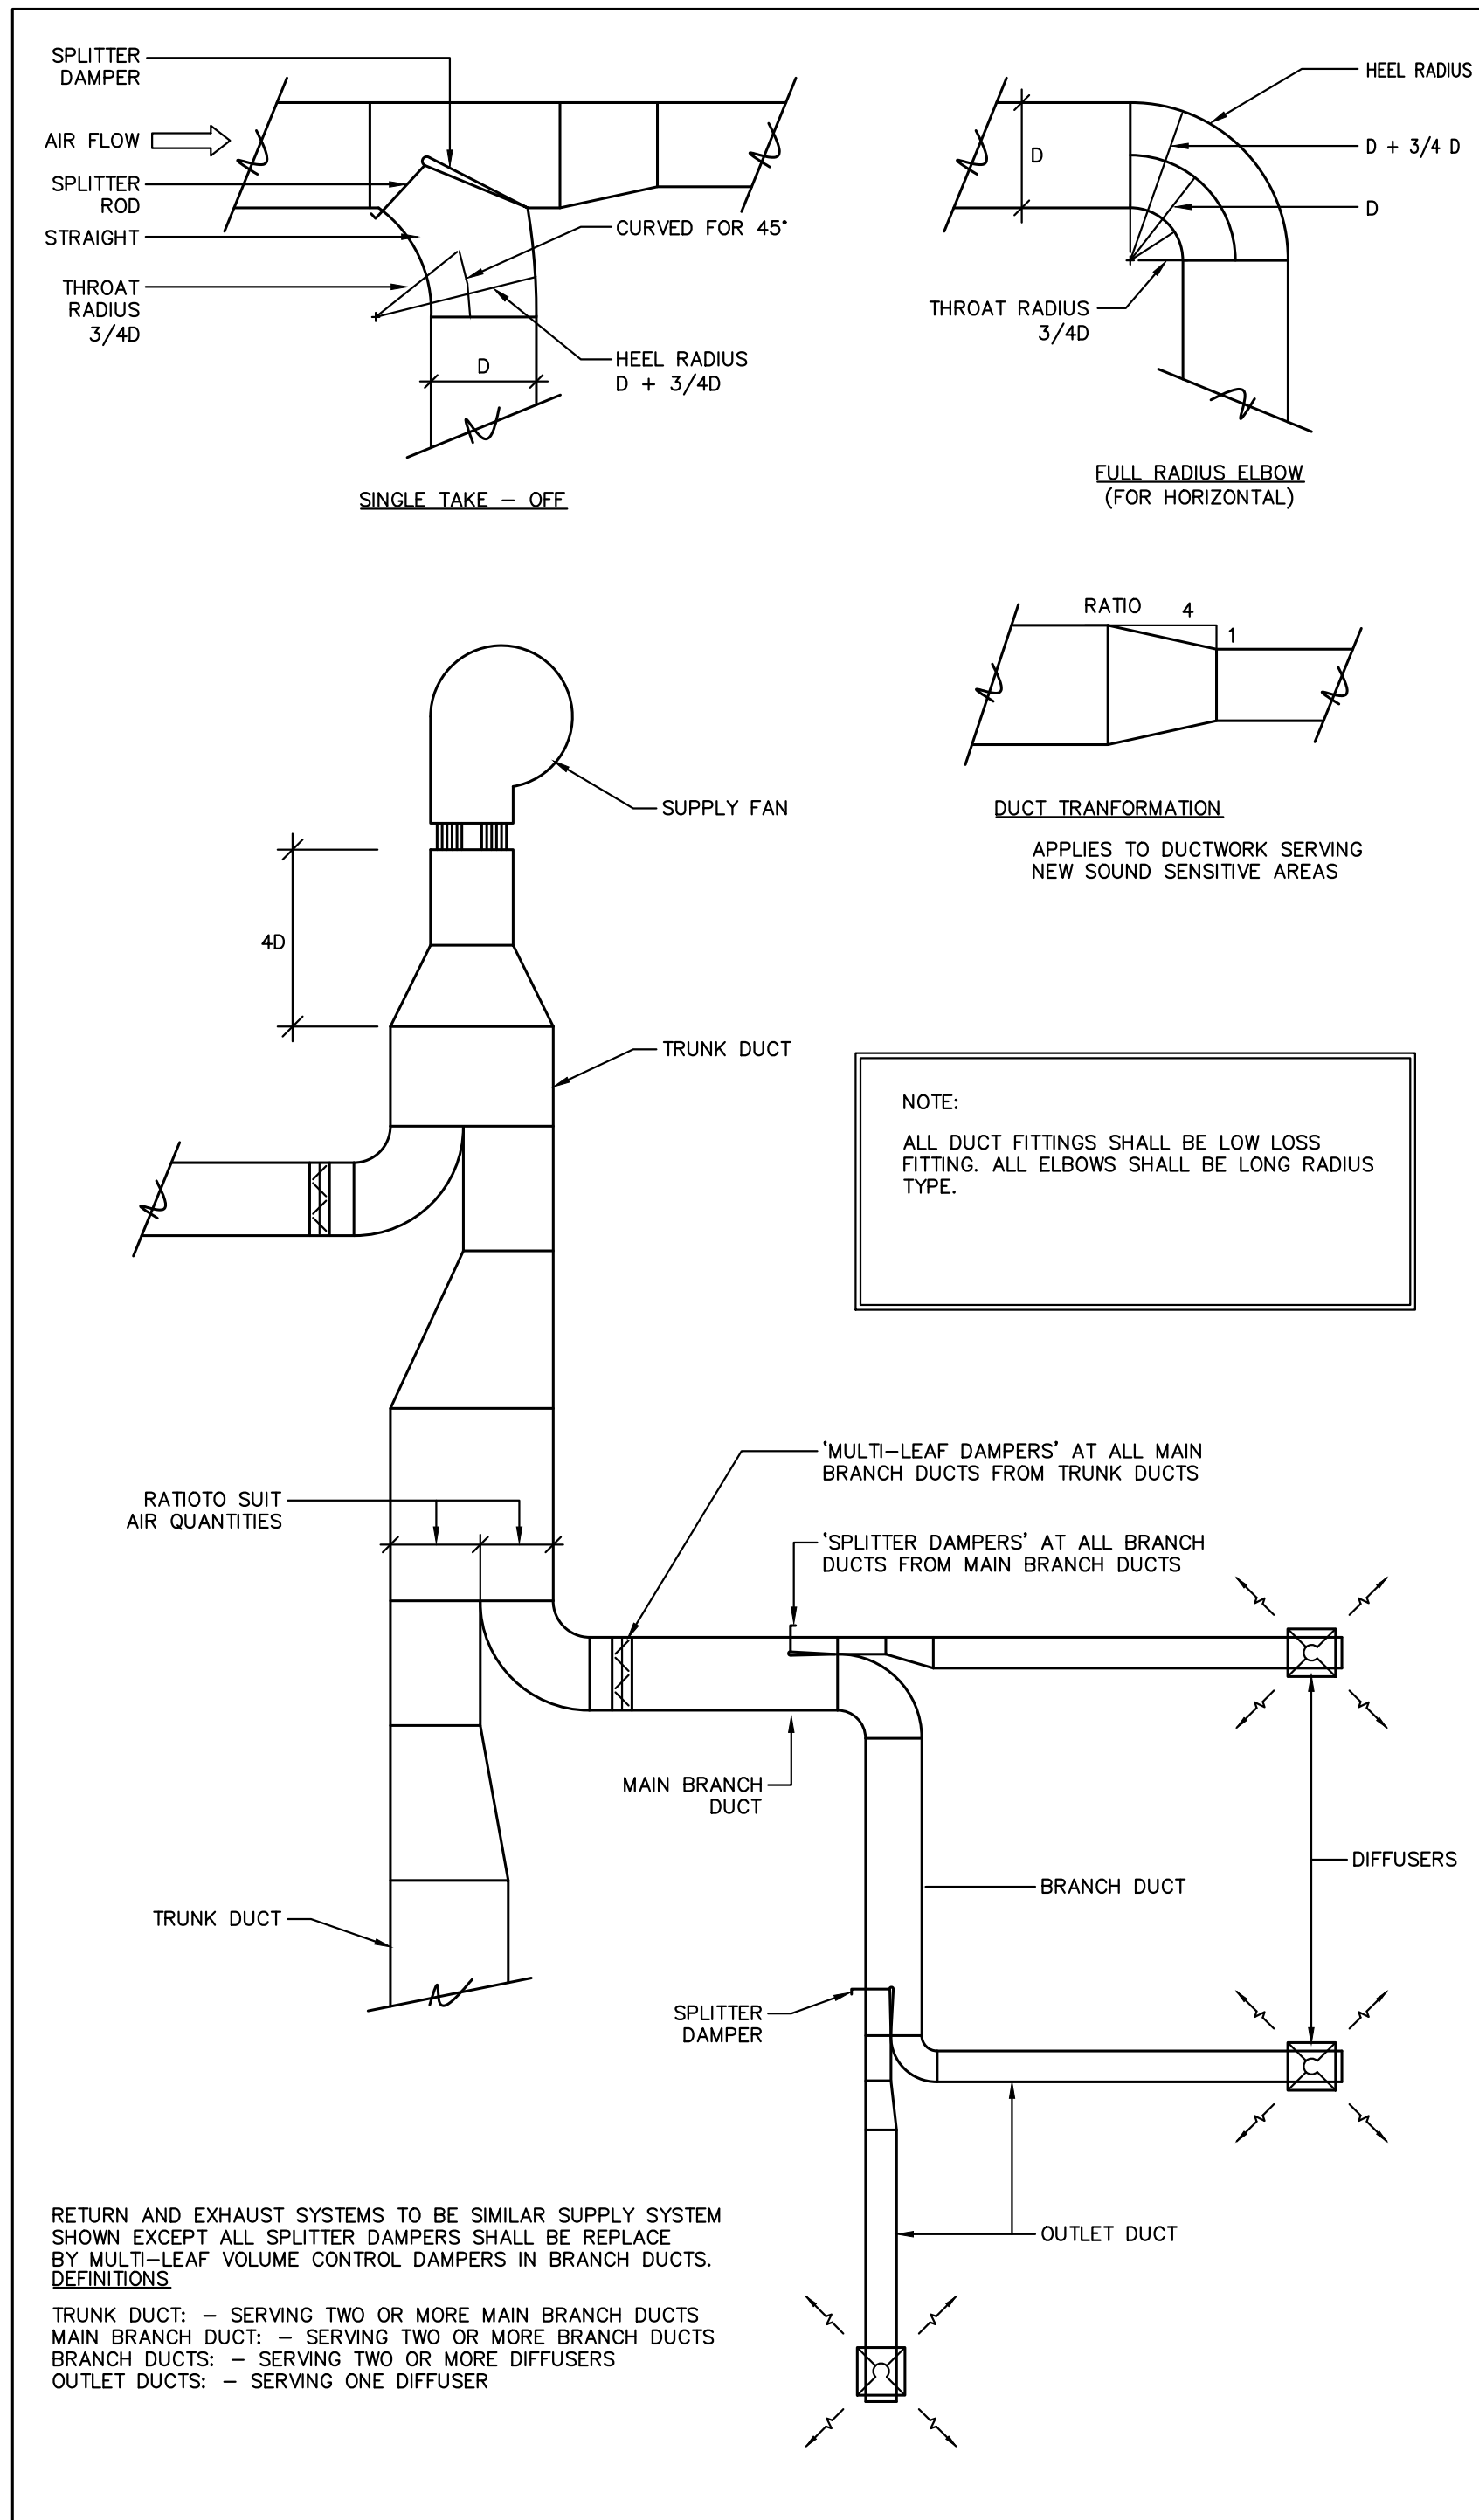 SPLITTER
DAMPER
AIR FLOW
SPLITTER
ROD
STRAIGHT
THROAT
RADIUS
3/4D
CURVED FOR 45°
D
HEEL RADIUS
D + 3/4D
SINGLE TAKE - OFF
HEEL RADIUS
D
D + 3/4 D
D
THROAT RADIUS
3/4D
FULL RADIUS ELBOW
(FOR HORIZONTAL)
RATIO 4
1
DUCT TRANFORMATION
APPLIES TO DUCTWORK SERVING
NEW SOUND SENSITIVE AREAS
SUPPLY FAN
4D
TRUNK DUCT
NOTE:
ALL DUCT FITTINGS SHALL BE LOW LOSS
FITTING. ALL ELBOWS SHALL BE LONG RADIUS
TYPE.
'MULTI-LEAF DAMPERS' AT ALL MAIN
BRANCH DUCTS FROM TRUNK DUCTS
RATIOTO SUIT
AIR QUANTITIES
'SPLITTER DAMPERS' AT ALL BRANCH
DUCTS FROM MAIN BRANCH DUCTS
MAIN BRANCH
DUCT
DIFFUSERS
BRANCH DUCT
TRUNK DUCT
SPLITTER
DAMPER
OUTLET DUCT
RETURN AND EXHAUST SYSTEMS TO BE SIMILAR SUPPLY SYSTEM
SHOWN EXCEPT ALL SPLITTER DAMPERS SHALL BE REPLACE
BY MULTI-LEAF VOLUME CONTROL DAMPERS IN BRANCH DUCTS.
DEFINITIONS
TRUNK DUCT: - SERVING TWO OR MORE MAIN BRANCH DUCTS
MAIN BRANCH DUCT: - SERVING TWO OR MORE BRANCH DUCTS
BRANCH DUCTS: - SERVING TWO OR MORE DIFFUSERS
OUTLET DUCTS: - SERVING ONE DIFFUSER